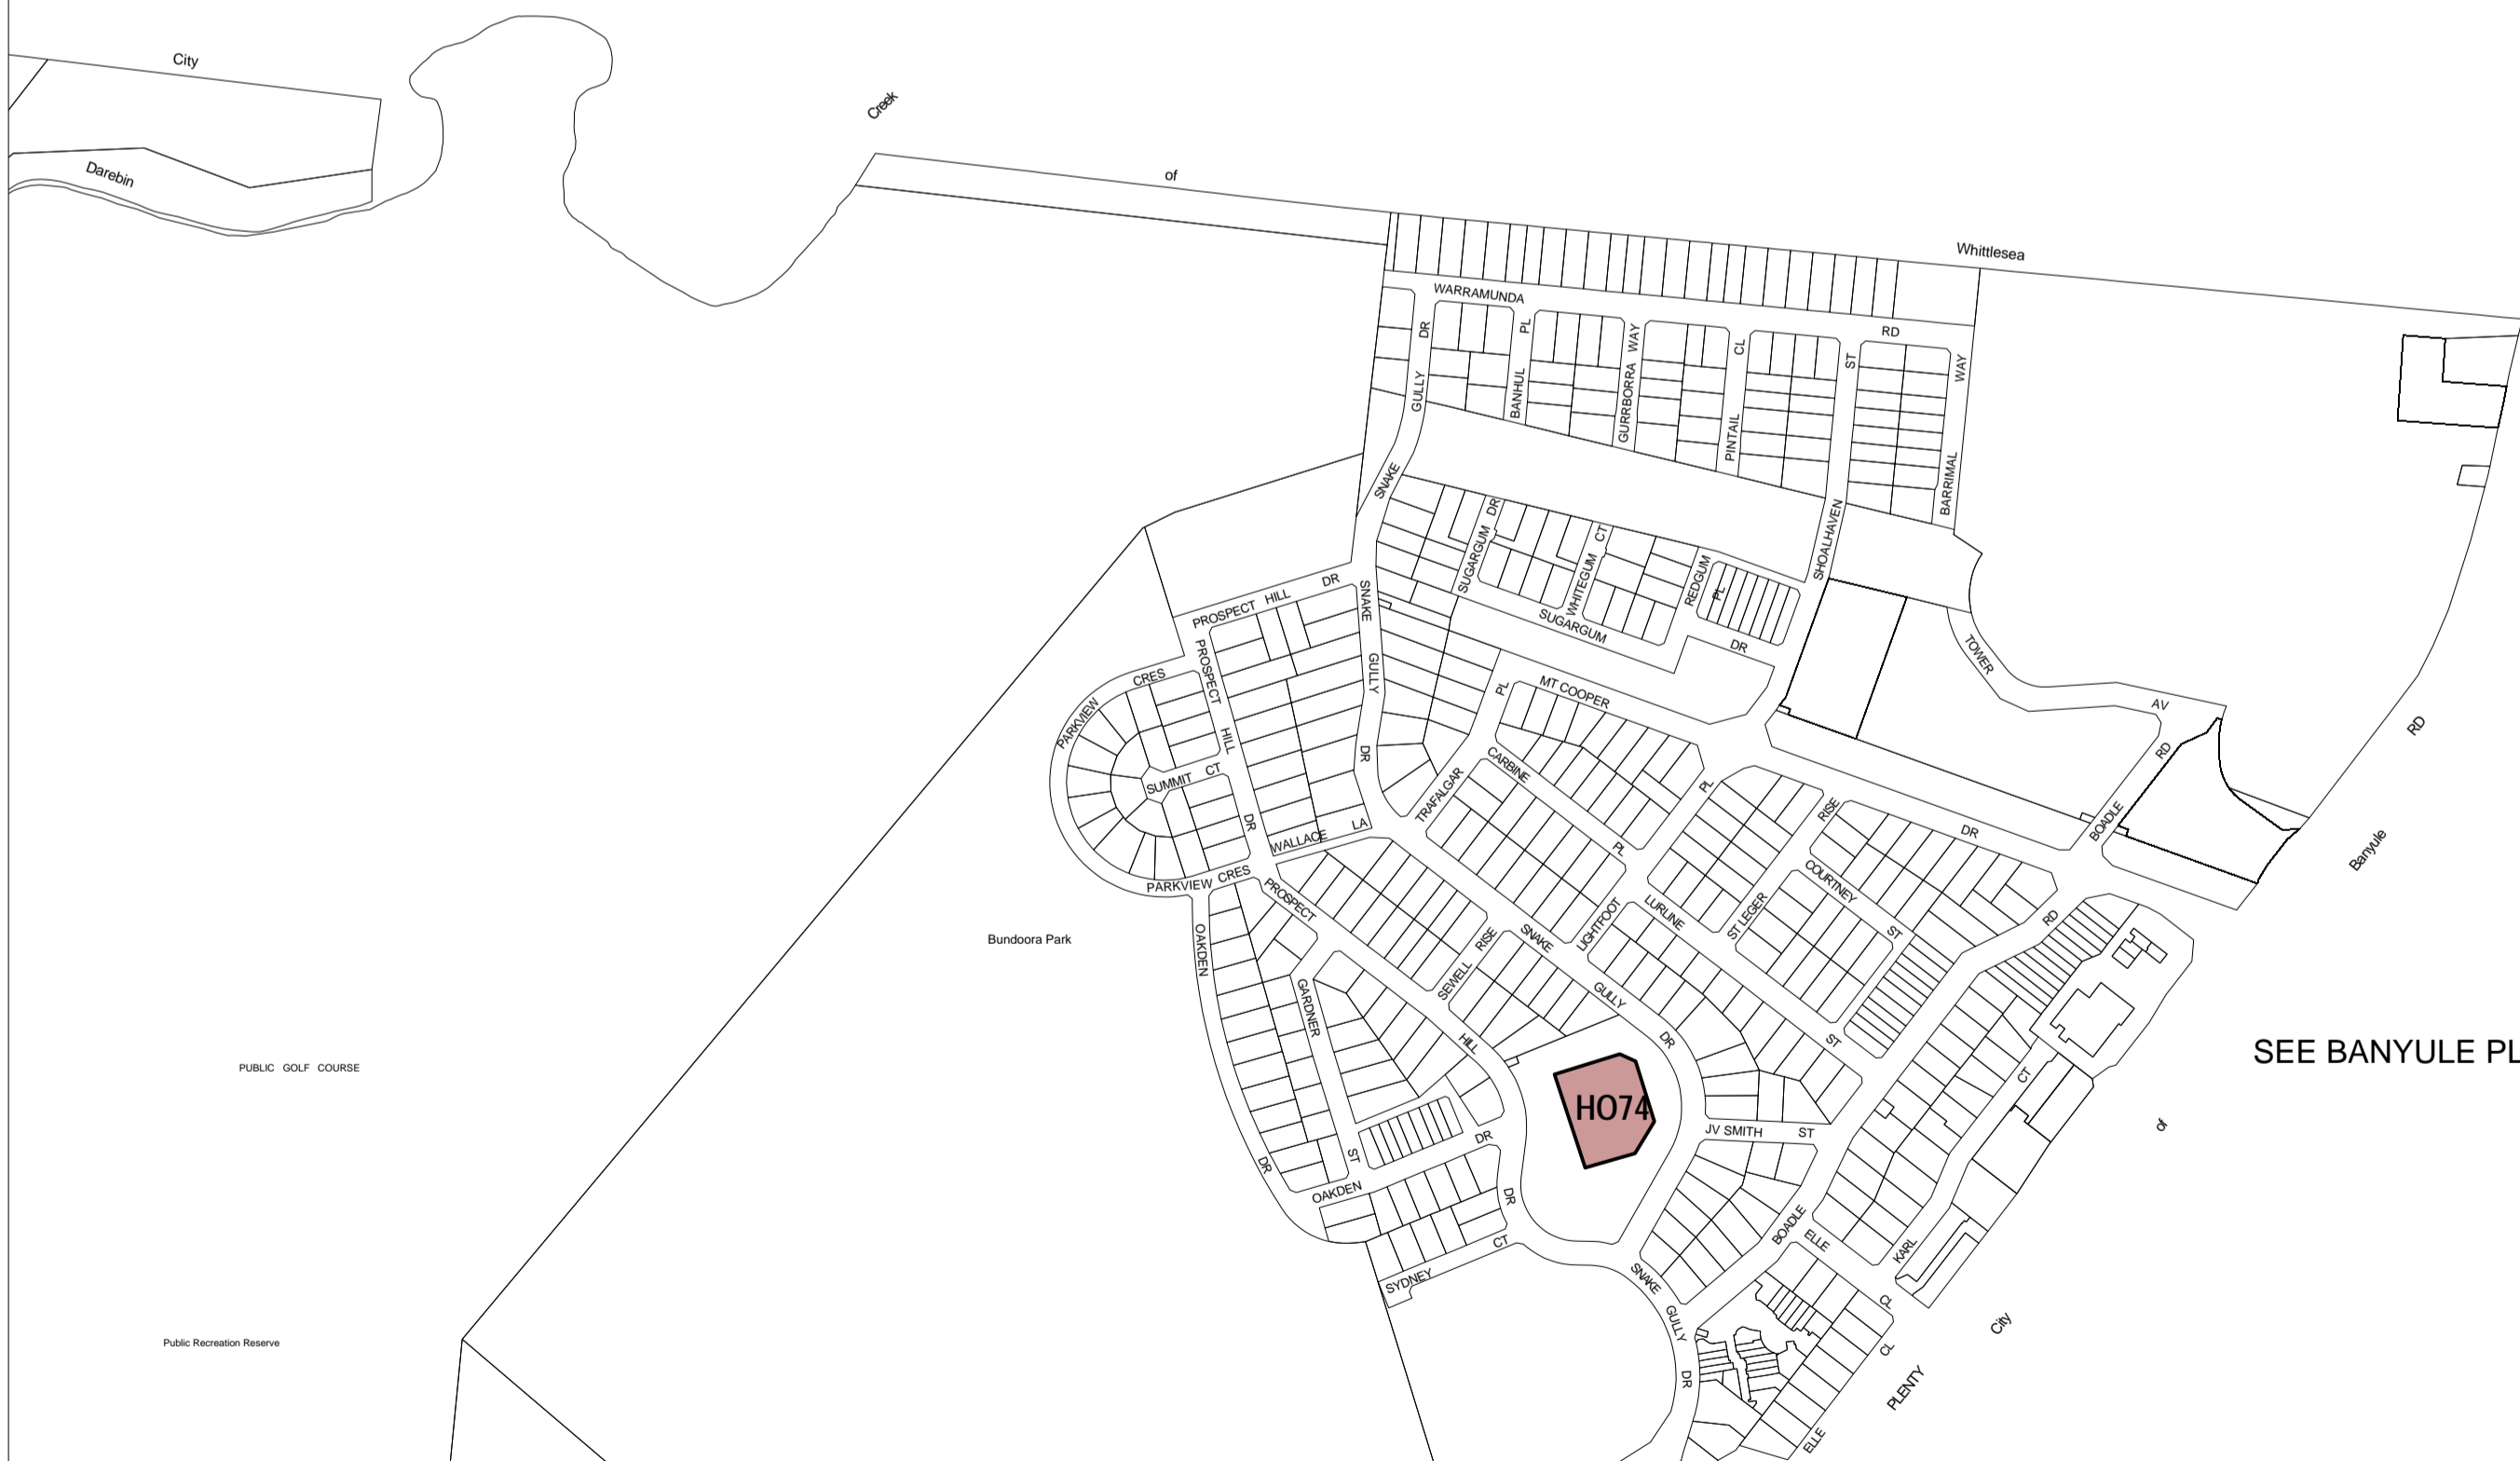 City
Creek
Darebin
of
Whittlesea
WARRAMUNDA
RD
DR
GULLY
SNAKE
PL
BANHUL
WAY
GURRBORRA
CL
PINTAIL
ST
SHOALHAVEN
WAY
BARRIMAL
DR
SUGARGUM
CT
WHITEGUM
REDGUM
PL
SUGARGUM
DR
PROSPECT HILL DR
SNAKE
GULLY
DR
PROSPECT
HILL
DR
PARKVIEW CRES
SUMMIT CT
WALLACE LA
PARKVIEW CRES
TOWER
AV
RD
BOADLE
RD
Banyule
PL
MT COOPER
TRAFALGAR
CARBINE
PL
PL
LIGHTFOOT
RISE
ST LEGER
DR
COURTNEY
ST
LURLINE
ST
RD
Bundoora Park
OAKDEN
DR
PROSPECT
HILL
GARDNER
ST
SEWELL RISE
SNAKE
GULLY
DR
PUBLIC GOLF COURSE
SEE BANYULE PL
HO74
CT
of
JV SMITH ST
OAKDEN
DR
DR
SYDNEY
CT
BOADLE
ELLE
CL
KARL
SNAKE
GULLY
DR
City
CL
ELLE
PLENTY
Public Recreation Reserve